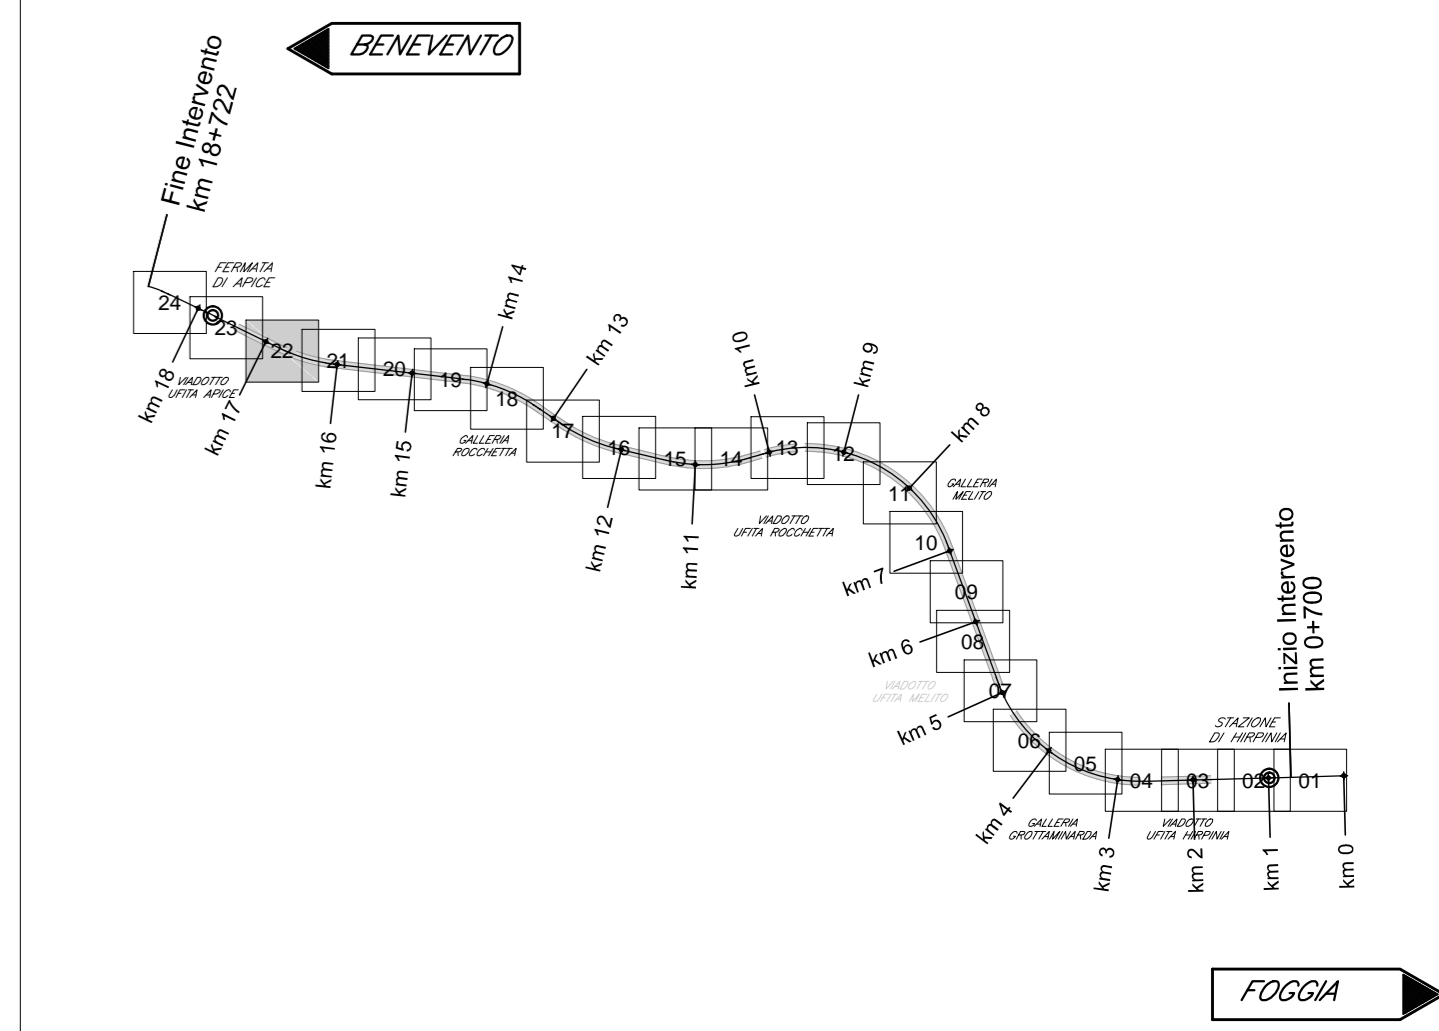 BENEVENTO
Fine Intervento
km 18+722
FERMATA
DI APICE
24
23
22
21
20
19
18
17
16
15
14
13
12
11
10
09
08
07
06
05
04
03
02
01
km 18
VIADOTTO
UFITA APICE
km 17
km 16
km 15
km 14
GALLERIA
ROCCHETTA
km 13
km 12
km 11
VIADOTTO
UFITA ROCCHETTA
km 10
km 9
km 8
GALLERIA
MELITO
km 7
km 6
VIADOTTO
UFITA MELITO
km 5
km 4
GALLERIA
GROTTAMINARDA
km 3
VIADOTTO
UFITA HIRPINIA
km 2
STAZIONE
DI HIRPINIA
km 1
Inizio Intervento
km 0+700
km 0
FOGGIA